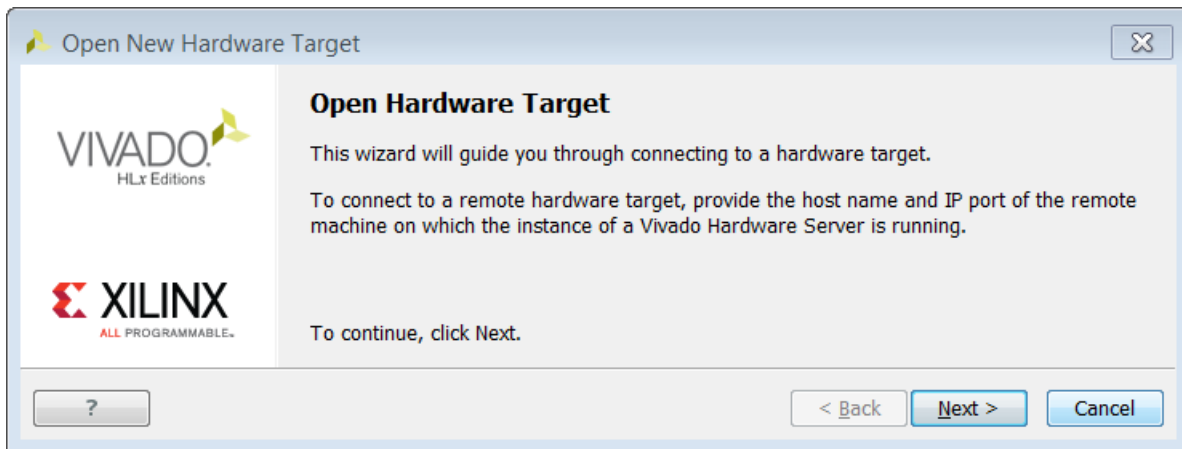 Open New Hardware Target
VIVADO.
HLx Editions
Open Hardware Target
This wizard will guide you through connecting to a hardware target.
To connect to a remote hardware target, provide the host name and IP port of the remote
machine on which the instance of a Vivado Hardware Server is running.
XILINX
ALL PROGRAMMABLE™
To continue, click Next.
?
< Back
Next >
Cancel